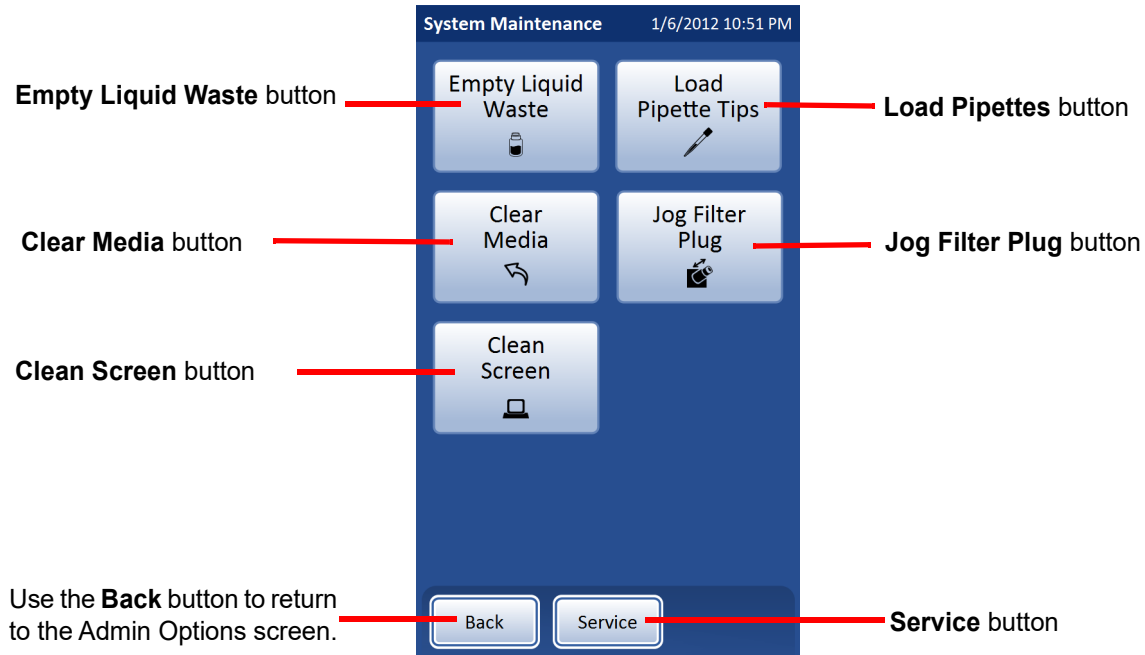 System Maintenance 1/6/2012 10:51 PM
Empty Liquid Waste button
Empty Liquid
Waste
Load
Pipette Tips
Load Pipettes button
Clear Media button
Clear
Media
Jog Filter
Plug
Jog Filter Plug button
Clean Screen button
Clean
Screen
Use the Back button to return
to the Admin Options screen.
Back
Service
Service button